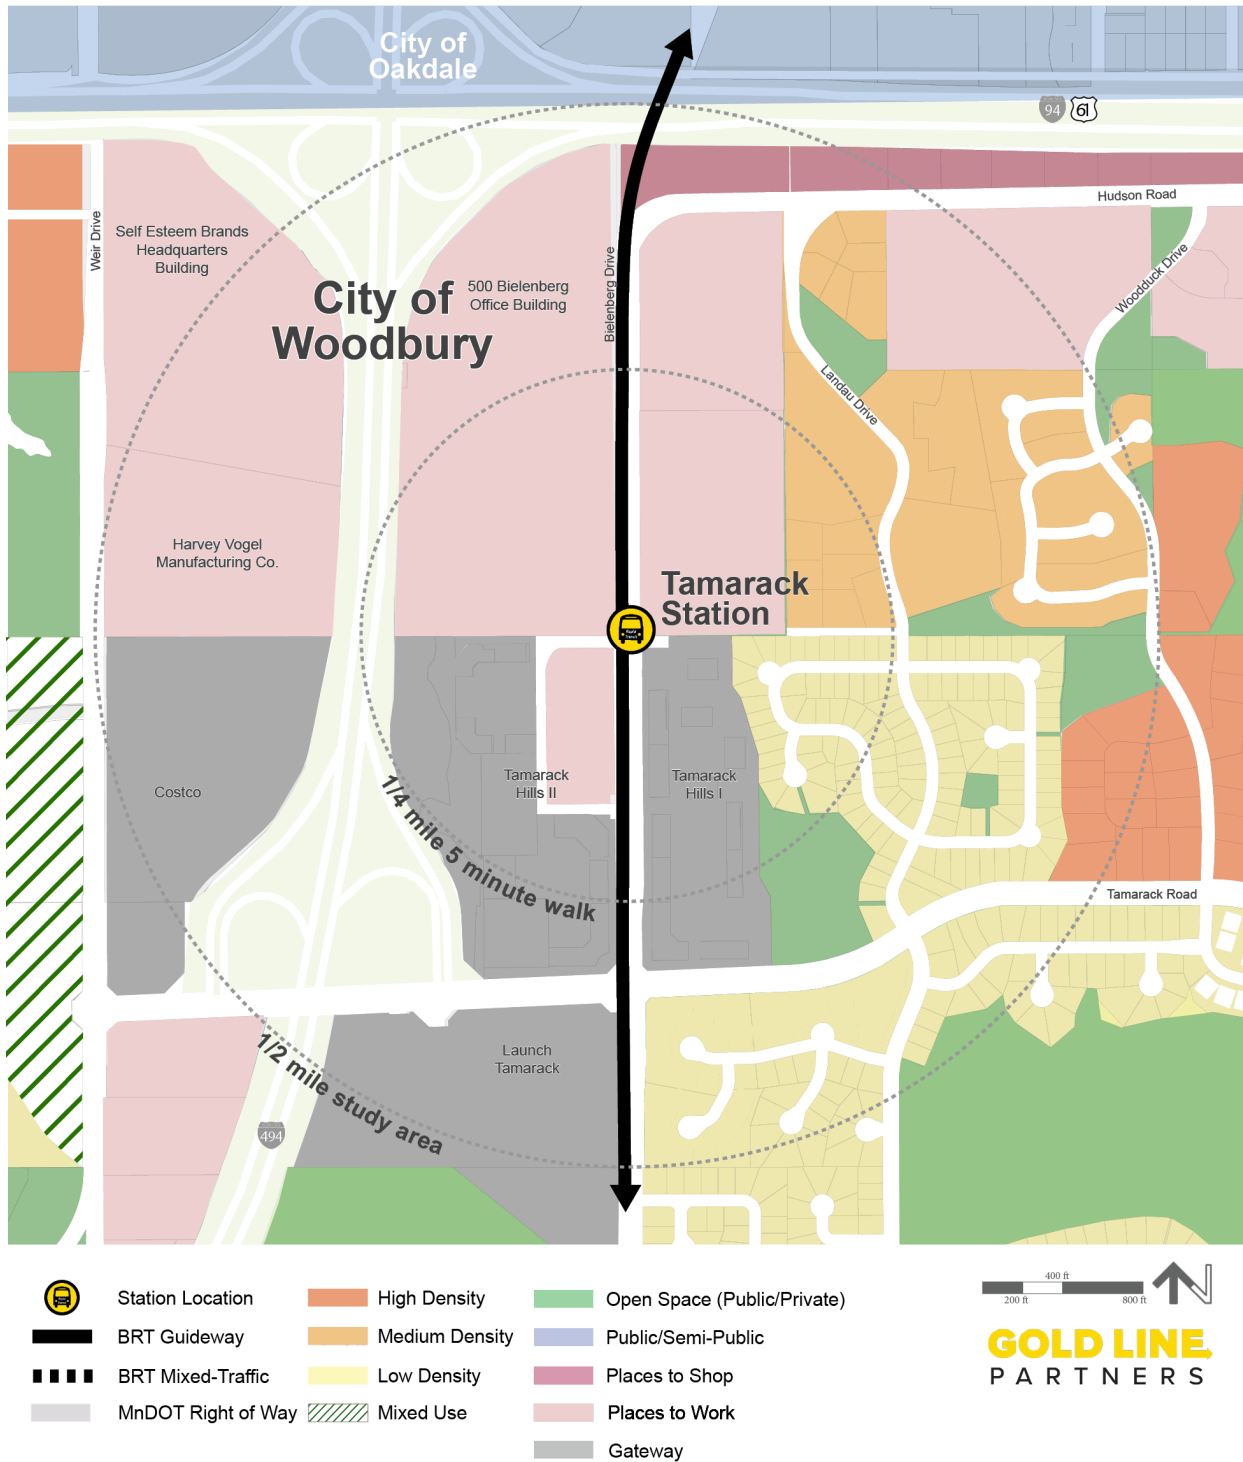 City of
Oakdale
94
61
Hudson Road
Weir Drive
Self Esteem Brands
Headquarters
Building
Bielenberg Drive
Woodduck Drive
City of
Woodbury
500 Bielenberg
Office Building
Landau Drive
Harvey Vogel
Manufacturing Co.
Tamarack
Station
Costco
Tamarack
Hills II
Tamarack
Hills I
1/4 mile 5 minute walk
Tamarack Road
Launch
Tamarack
1/2 mile study area
494
Station Location
BRT Guideway
BRT Mixed-Traffic
MnDOT Right of Way
High Density
Medium Density
Low Density
Mixed Use
Open Space (Public/Private)
Public/Semi-Public
Places to Shop
Places to Work
Gateway
400 ft
200 ft
800 ft
N
GOLD LINE
PARTNERS